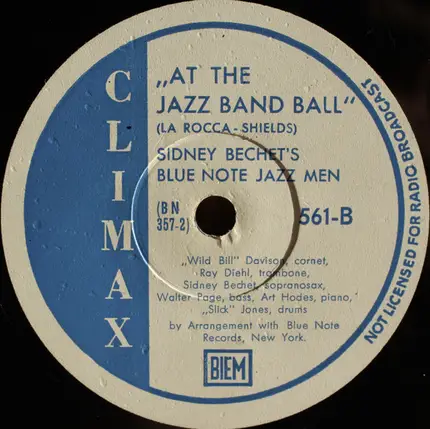 CLIMAX
„AT THE
JAZZ BAND BALL“
(LA ROCCA - SHIELDS)
SIDNEY BECHET'S
BLUE NOTE JAZZ MEN
(BN
357-2)
561-B
„Wild Bill“ Davison, cornet,
Ray Diehl, trombone,
Sidney Bechet, sopranosax,
Walter Page, bass, Art Hodes, piano,
„Slick“ Jones, drums
by Arrangement with Blue Note
Records, New York.
BIEM
NOT LICENSED FOR RADIO BROADCAST